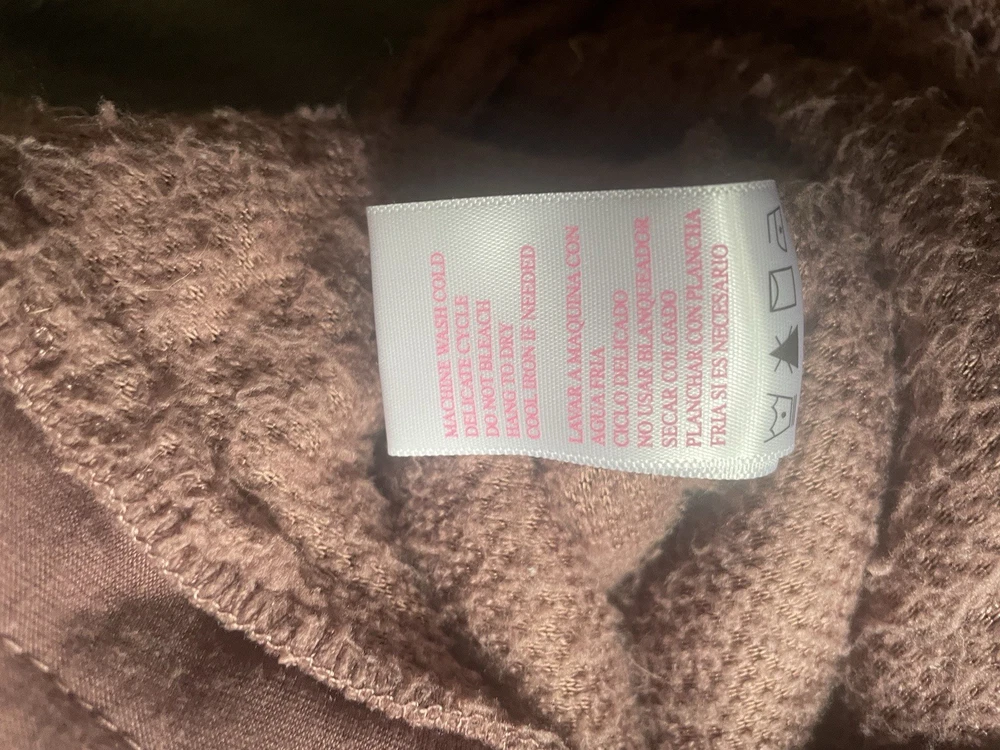 MACHINE WASH COLD
DELICATE CYCLE
DO NOT BLEACH
HANG TO DRY
COOL IRON IF NEEDED
LAVAR A MAQUINA CON
AGUA FRIA
CICLO DELICADO
NO USAR BLANQUEADOR
SECAR COLGADO
PLANCHAR CON PLANCHA
FRIA SI ES NECESARIO